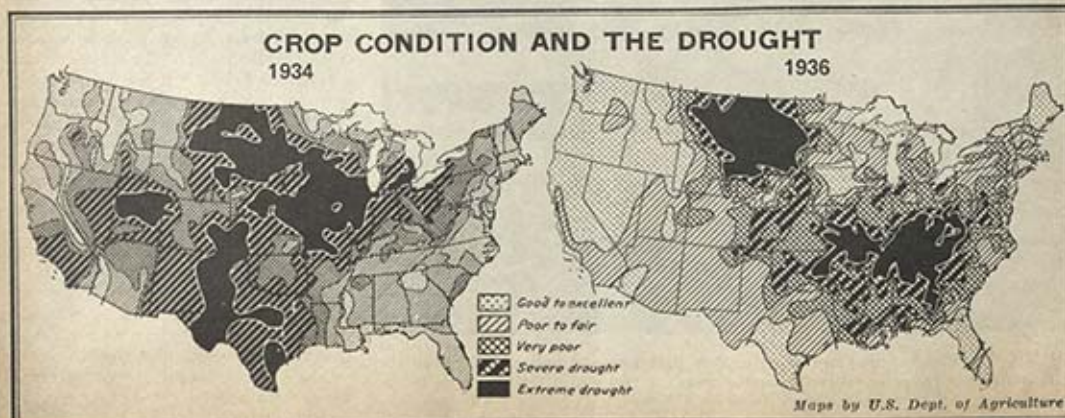 CROP CONDITION AND THE DROUGHT
1934
1936
Good to excellent
Poor to fair
Very poor
Severe drought
Extreme drought
Maps by U.S. Dept. of Agriculture